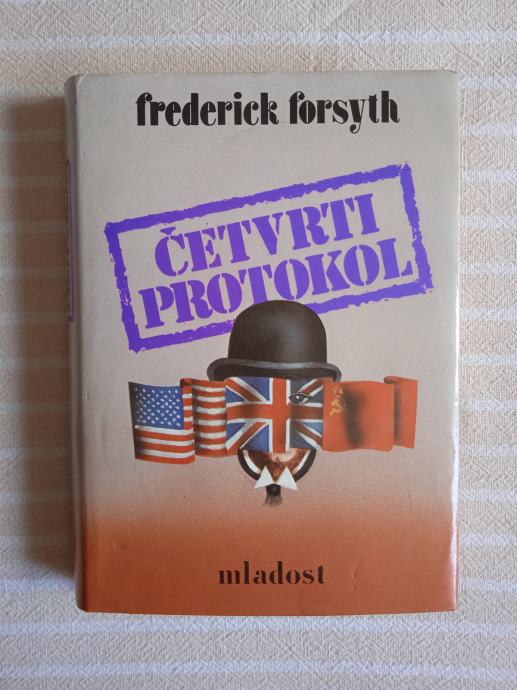 frederick forsyth
ČETVRTI
PROTOKOL
mladost